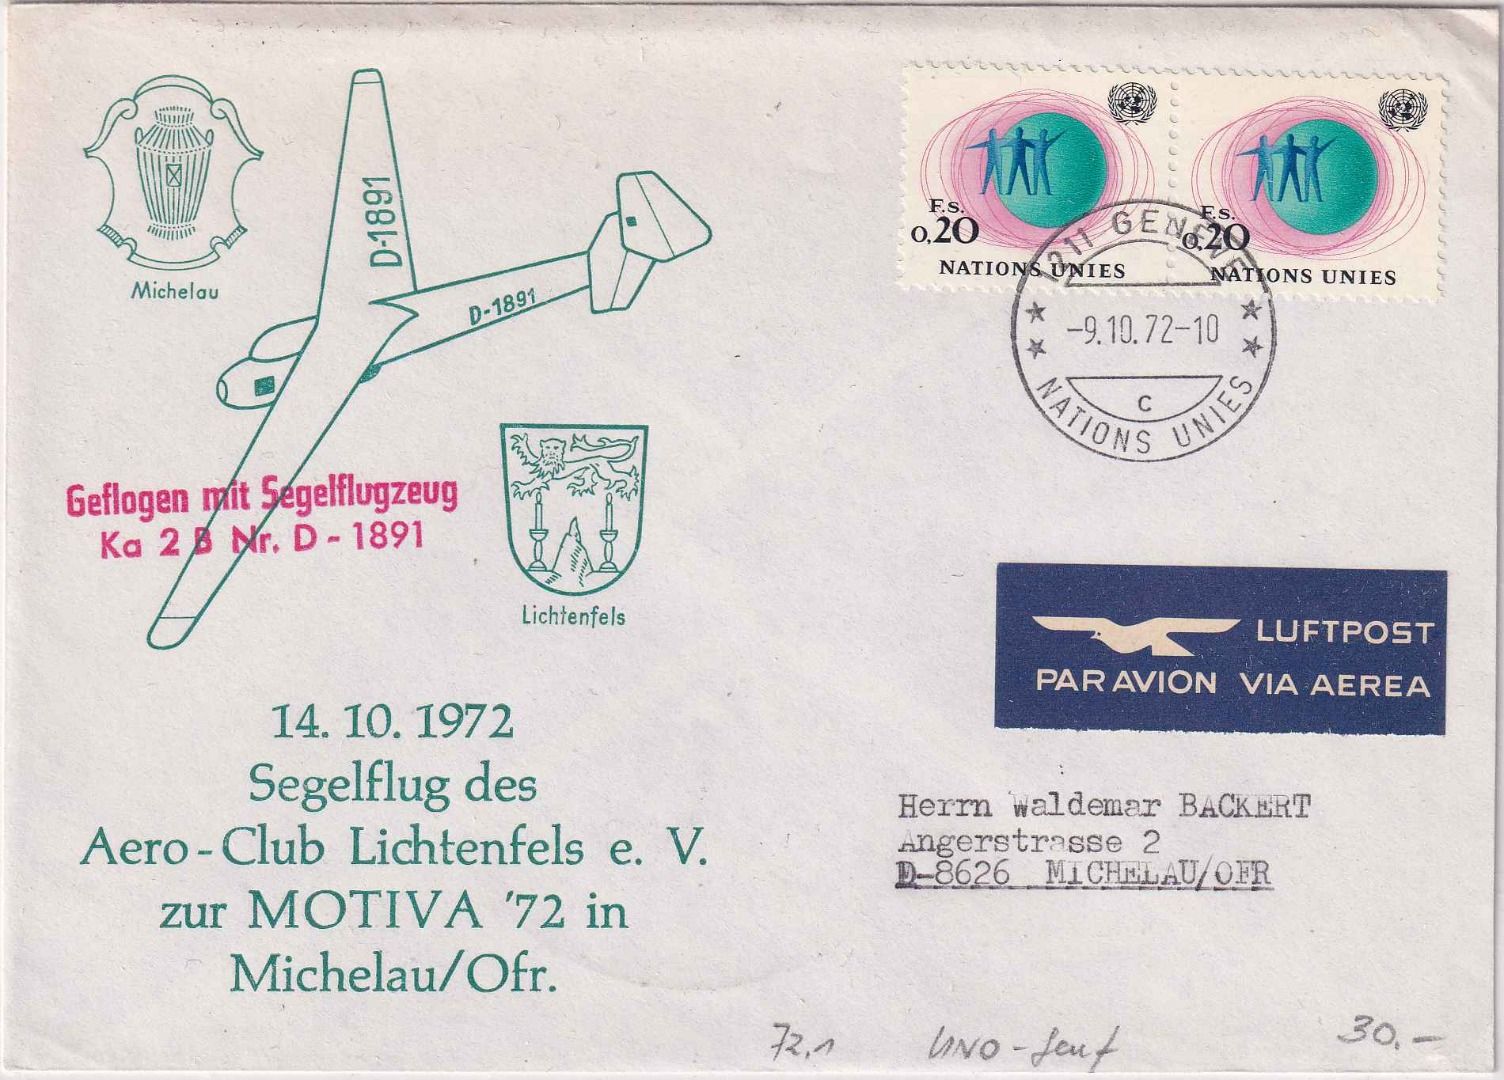 Michelau
D-1891
D-1891
Geflogen mit Segelflugzeug
Ka 2 B Nr. D - 1891
Lichtenfels
14. 10. 1972
Segelflug des
Aero-Club Lichtenfels e. V.
zur MOTIVA '72 in
Michelau/Ofr.
F.s.
0,20
NATIONS UNIES
F.s.
0,20
NATIONS UNIES
1211 GENÈVE
-9.10.72-10
C
NATIONS UNIES
LUFTPOST
PAR AVION VIA AEREA
Herrn Waldemar BACKERT
Angerstrasse 2
D-8626 MICHELAU/OFR
72.1 UNO-Genf 30.-